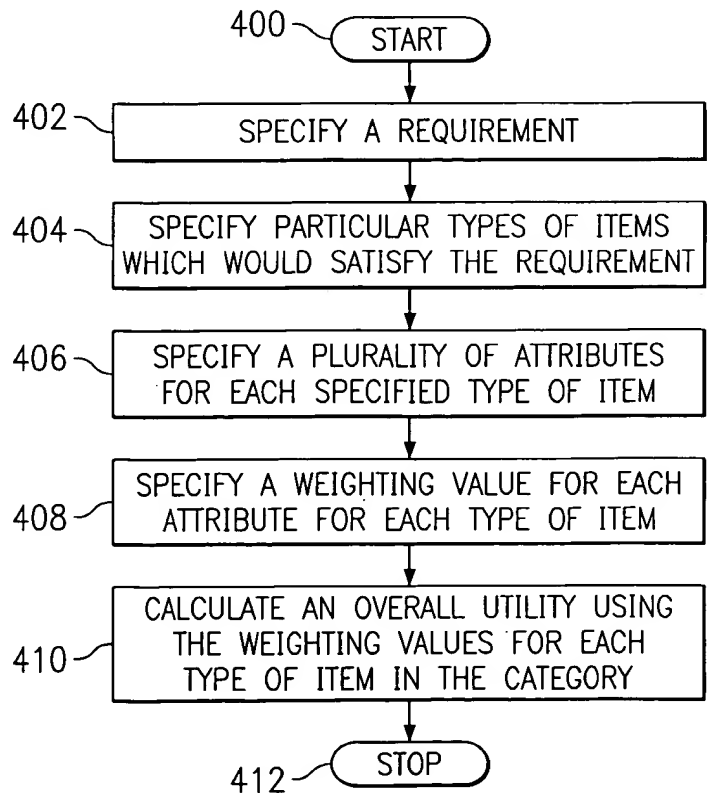 400
START
402
SPECIFY A REQUIREMENT
404
SPECIFY PARTICULAR TYPES OF ITEMS
WHICH WOULD SATISFY THE REQUIREMENT
406
SPECIFY A PLURALITY OF ATTRIBUTES
FOR EACH SPECIFIED TYPE OF ITEM
408
SPECIFY A WEIGHTING VALUE FOR EACH
ATTRIBUTE FOR EACH TYPE OF ITEM
410
CALCULATE AN OVERALL UTILITY USING
THE WEIGHTING VALUES FOR EACH
TYPE OF ITEM IN THE CATEGORY
412
STOP